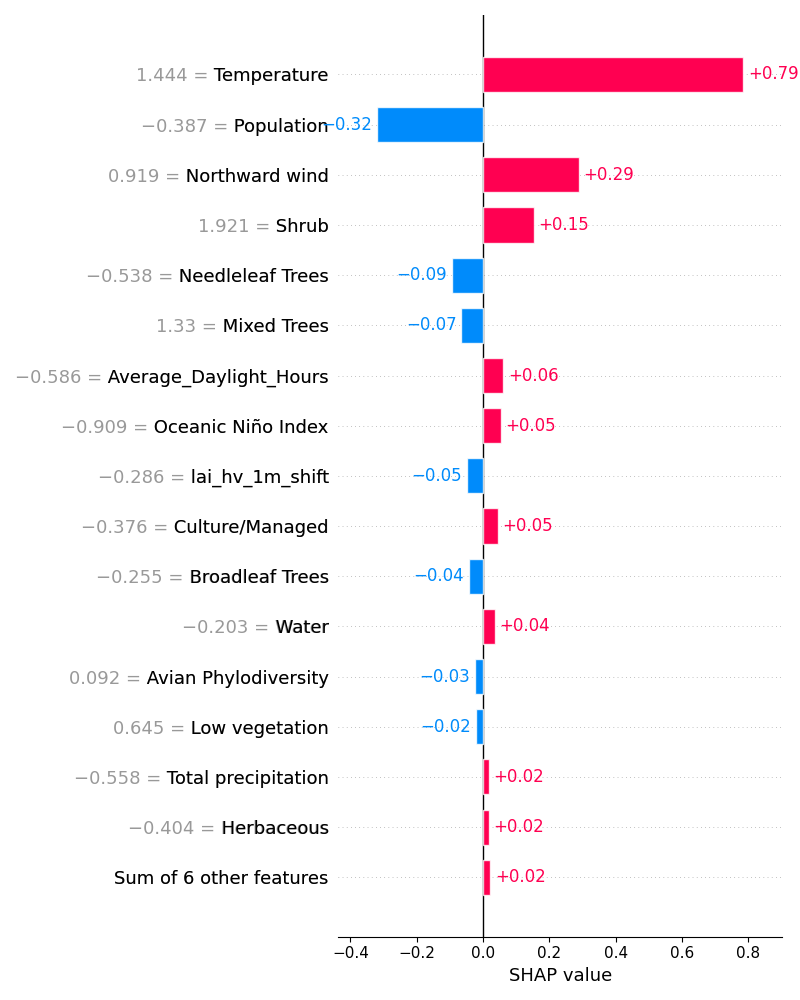 1.444 = Temperature +0.79
−0.387 = Population −0.32
0.919 = Northward wind +0.29
1.921 = Shrub +0.15
−0.538 = Needleleaf Trees −0.09
1.33 = Mixed Trees −0.07
−0.586 = Average_Daylight_Hours +0.06
−0.909 = Oceanic Niño Index +0.05
−0.286 = lai_hv_1m_shift −0.05
−0.376 = Culture/Managed +0.05
−0.255 = Broadleaf Trees −0.04
−0.203 = Water +0.04
0.092 = Avian Phylodiversity −0.03
0.645 = Low vegetation −0.02
−0.558 = Total precipitation +0.02
−0.404 = Herbaceous +0.02
Sum of 6 other features +0.02
−0.4 −0.2 0.0 0.2 0.4 0.6 0.8
SHAP value